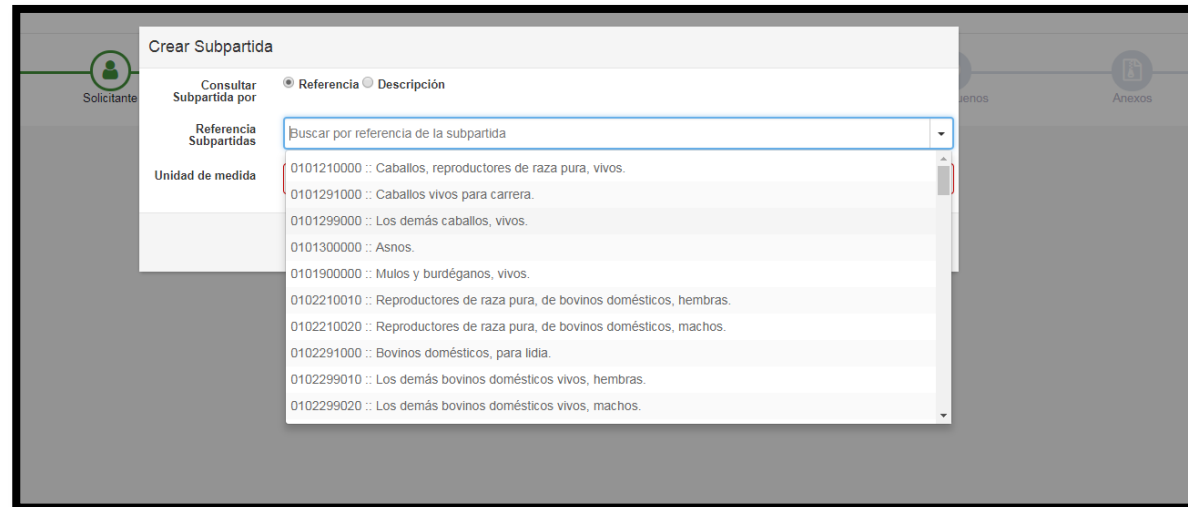 Crear Subpartida
Solicitante
Consultar
Subpartida por
Referencia Descripción
Anexos
Referencia
Subpartidas
Buscar por referencia de la subpartida
Unidad de medida
0101210000 :: Caballos, reproductores de raza pura, vivos.
0101291000 :: Caballos vivos para carrera.
0101299000 :: Los demás caballos, vivos.
0101300000 :: Asnos.
0101900000 :: Mulos y burdéganos, vivos.
0102210010 :: Reproductores de raza pura, de bovinos domésticos, hembras.
0102210020 :: Reproductores de raza pura, de bovinos domésticos, machos.
0102291000 :: Bovinos domésticos, para lidia.
0102299010 :: Los demás bovinos domésticos vivos, hembras.
0102299020 :: Los demás bovinos domésticos vivos, machos.